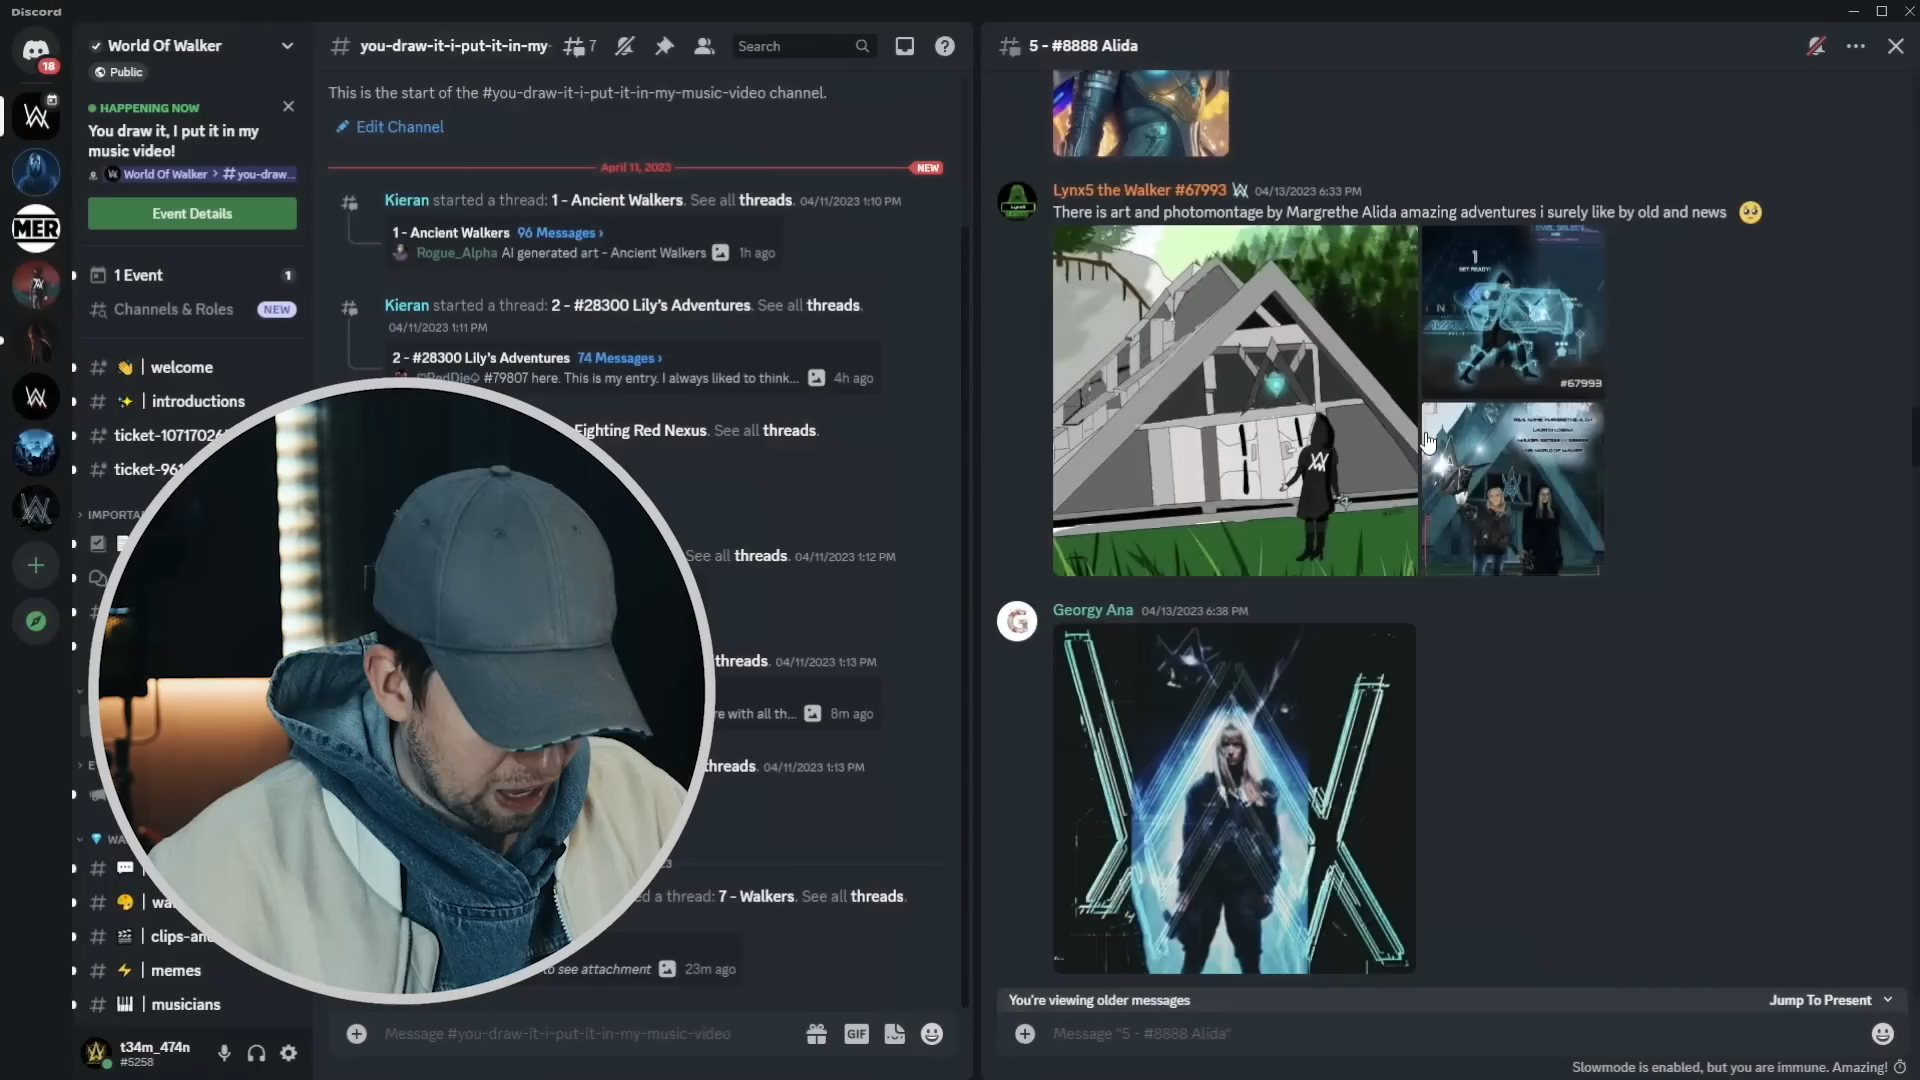 Discord
18
MER
World Of Walker
Public
HAPPENING NOW
You draw it, I put it in my
music video!
World Of Walker > #you-draw...
Event Details
1 Event
1
Channels & Roles
NEW
welcome
introductions
ticket-1071702
ticket-961
IMPORTA
WA
wa
clips-an
memes
musicians
t34m_474n
#5258
you-draw-it-i-put-it-in-my-
7
Search
This is the start of the #you-draw-it-i-put-it-in-my-music-video channel.
Edit Channel
April 11, 2023
NEW
Kieran started a thread: 1 - Ancient Walkers. See all threads. 04/11/2023 1:10 PM
1 - Ancient Walkers 96 Messages ›
Rogue_Alpha AI generated art - Ancient Walkers 1h ago
Kieran started a thread: 2 - #28300 Lily's Adventures. See all threads.
04/11/2023 1:11 PM
2 - #28300 Lily's Adventures 74 Messages ›
#79807 here. This is my entry. I always liked to think... 4h ago
Fighting Red Nexus. See all threads.
See all threads. 04/11/2023 1:12 PM
threads. 04/11/2023 1:13 PM
re with all th... 8m ago
threads. 04/11/2023 1:13 PM
ed a thread: 7 - Walkers. See all threads.
to see attachment 23m ago
Message #you-draw-it-i-put-it-in-my-music-video
GIF
5 - #8888 Alida
Lynx5 the Walker #67993 04/13/2023 6:33 PM
There is art and photomontage by Margrethe Alida amazing adventures i surely like by old and news
1
GET READY!
#67993
Georgy Ana 04/13/2023 6:38 PM
G
You're viewing older messages
Jump To Present
Message "5 - #8888 Alida"
Slowmode is enabled, but you are immune. Amazing!